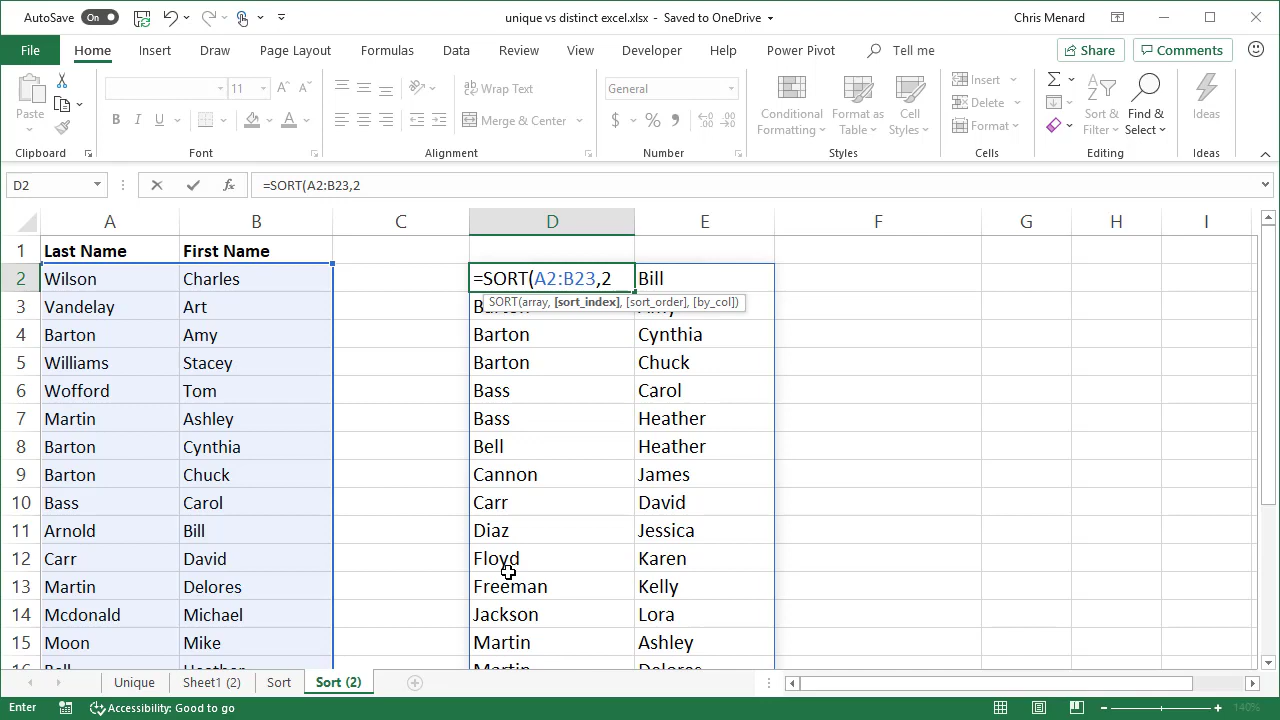 AutoSave On unique vs distinct excel.xlsx - Saved to OneDrive Chris Menard
File Home Insert Draw Page Layout Formulas Data Review View Developer Help Power Pivot Tell me Share Comments
Paste
11
B I U A
Wrap Text
Merge & Center
General
$ %
Conditional Formatting
Format as Table
Cell Styles
Insert
Delete
Format
Sort & Filter
Find & Select
Ideas
Clipboard Font Alignment Number Styles Cells Editing Ideas
D2 fx =SORT(A2:B23,2
A B C D E F G H I
1 Last Name First Name
2 Wilson Charles =SORT(A2:B23,2 Bill
SORT(array, [sort_index], [sort_order], [by_col])
3 Vandelay Art Barton Amy
4 Barton Amy Barton Cynthia
5 Williams Stacey Barton Chuck
6 Wofford Tom Bass Carol
7 Martin Ashley Bass Heather
8 Barton Cynthia Bell Heather
9 Barton Chuck Cannon James
10 Bass Carol Carr David
11 Arnold Bill Diaz Jessica
12 Carr David Floyd Karen
13 Martin Delores Freeman Kelly
14 Mcdonald Michael Jackson Lora
15 Moon Mike Martin Ashley
16 Bell Heather Martin Delores
Unique Sheet1 (2) Sort Sort (2)
Enter Accessibility: Good to go 140%